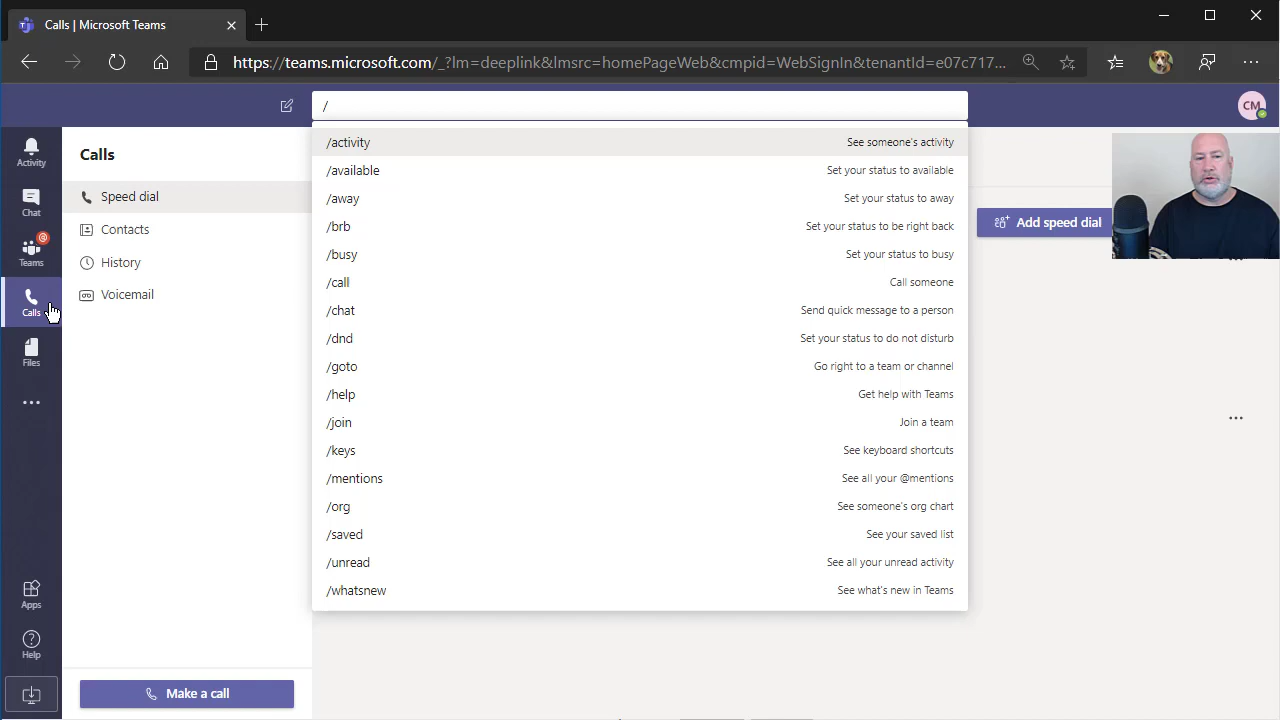 Calls | Microsoft Teams
https://teams.microsoft.com/_?lm=deeplink&lmsrc=homePageWeb&cmpid=WebSignIn&tenantId=e07c717...
/
CM
Activity
Chat
Teams
Calls
Files
Apps
Help
Calls
Speed dial
Contacts
History
Voicemail
Make a call
/activity See someone's activity
/available Set your status to available
/away Set your status to away
/brb Set your status to be right back
/busy Set your status to busy
/call Call someone
/chat Send quick message to a person
/dnd Set your status to do not disturb
/goto Go right to a team or channel
/help Get help with Teams
/join Join a team
/keys See keyboard shortcuts
/mentions See all your @mentions
/org See someone's org chart
/saved See your saved list
/unread See all your unread activity
/whatsnew See what's new in Teams
Add speed dial